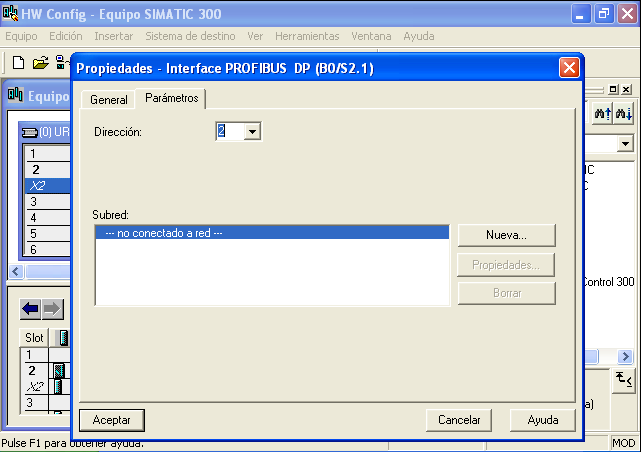 HW Config - Equipo SIMATIC 300
Equipo Edición Insertar Sistema de destino Ver Herramientas Ventana Ayuda
Propiedades - Interface PROFIBUS DP (B0/S2.1)
Equipo
General Parámetros
Dirección: 2
(0) UR
1
2
X2
3
4
5
6
Subred:
--- no conectado a red ---
Nueva...
Propiedades...
Borrar
IC
C
Control 300
Slot
1
2
X2
3
a)
Aceptar Cancelar Ayuda
Pulse F1 para obtener ayuda. MOD